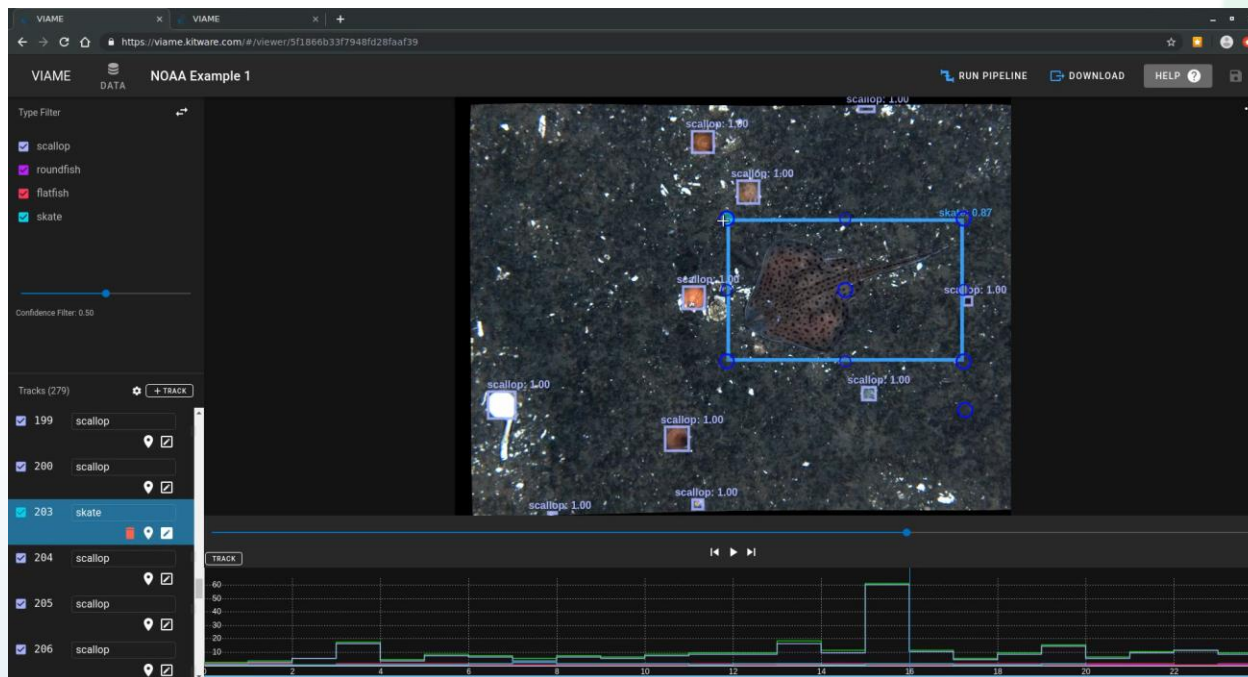 VIAME
VIAME
https://viame.kitware.com/#/viewer/5f1866b33f7948fd28faaf39
VIAME
DATA
NOAA Example 1
RUN PIPELINE
DOWNLOAD
HELP ?
Type Filter
scallop
roundfish
flatfish
skate
Confidence Filter: 0.50
scallop: 1.00
scallop: 1.00
scallop: 1.00
skate: 0.87
scallop: 1.00
scallop: 1.00
scallop: 1.00
scallop: 1.00
scallop: 1.00
scallop: 1.00
scallop: 1.00
Tracks (279)
+ TRACK
199 scallop
200 scallop
203 skate
204 scallop
205 scallop
206 scallop
TRACK
60
50
40
30
20
10
0 2 4 6 8 10 12 14 16 18 20 22